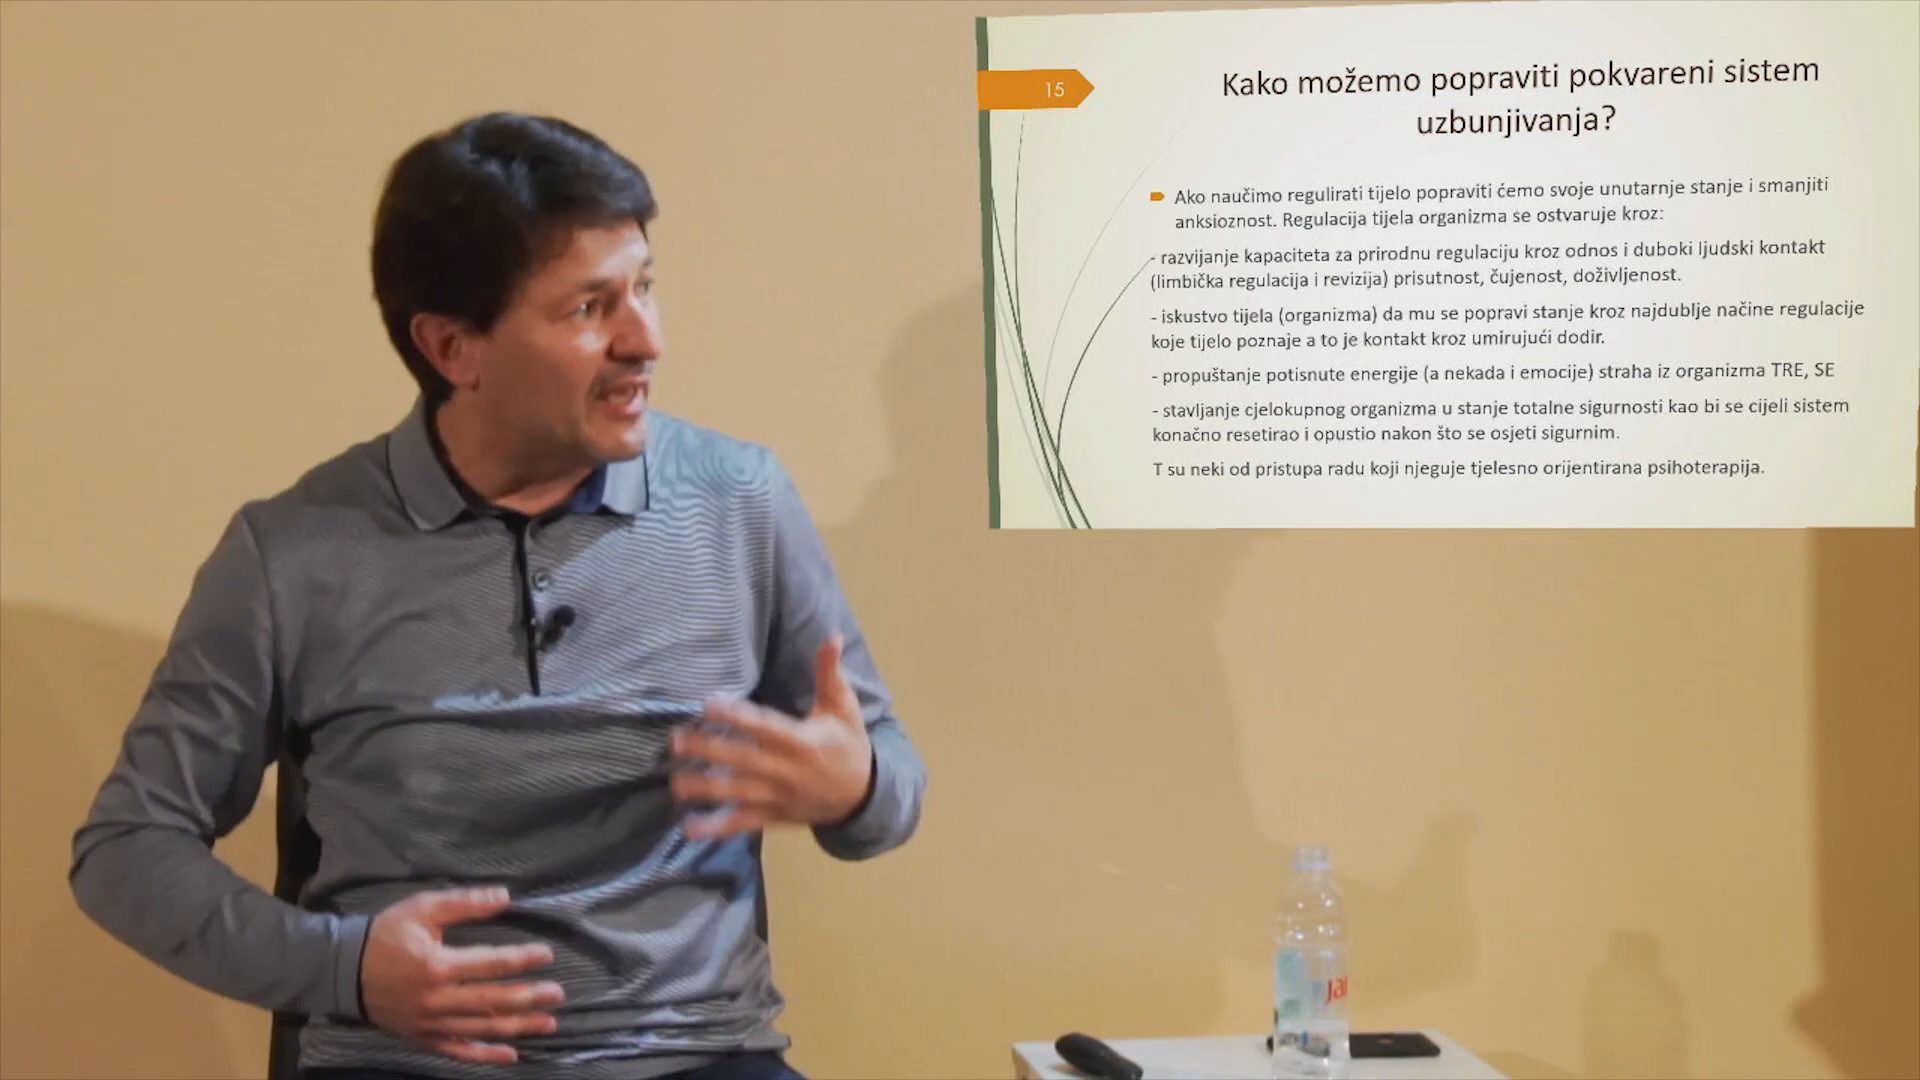 15
Kako možemo popraviti pokvareni sistem
uzbunjivanja?
Ako naučimo regulirati tijelo popraviti ćemo svoje unutarnje stanje i smanjiti
anksioznost. Regulacija tijela organizma se ostvaruje kroz:
- razvijanje kapaciteta za prirodnu regulaciju kroz odnos i duboki ljudski kontakt
(limbička regulacija i revizija) prisutnost, čujenost, doživljenost.
- iskustvo tijela (organizma) da mu se popravi stanje kroz najdublje načine regulacije
koje tijelo poznaje a to je kontakt kroz umirujući dodir.
- propuštanje potisnute energije (a nekada i emocije) straha iz organizma TRE, SE
- stavljanje cjelokupnog organizma u stanje totalne sigurnosti kao bi se cijeli sistem
konačno resetirao i opustio nakon što se osjeti sigurnim.
T su neki od pristupa radu koji njeguje tjelesno orijentirana psihoterapija.